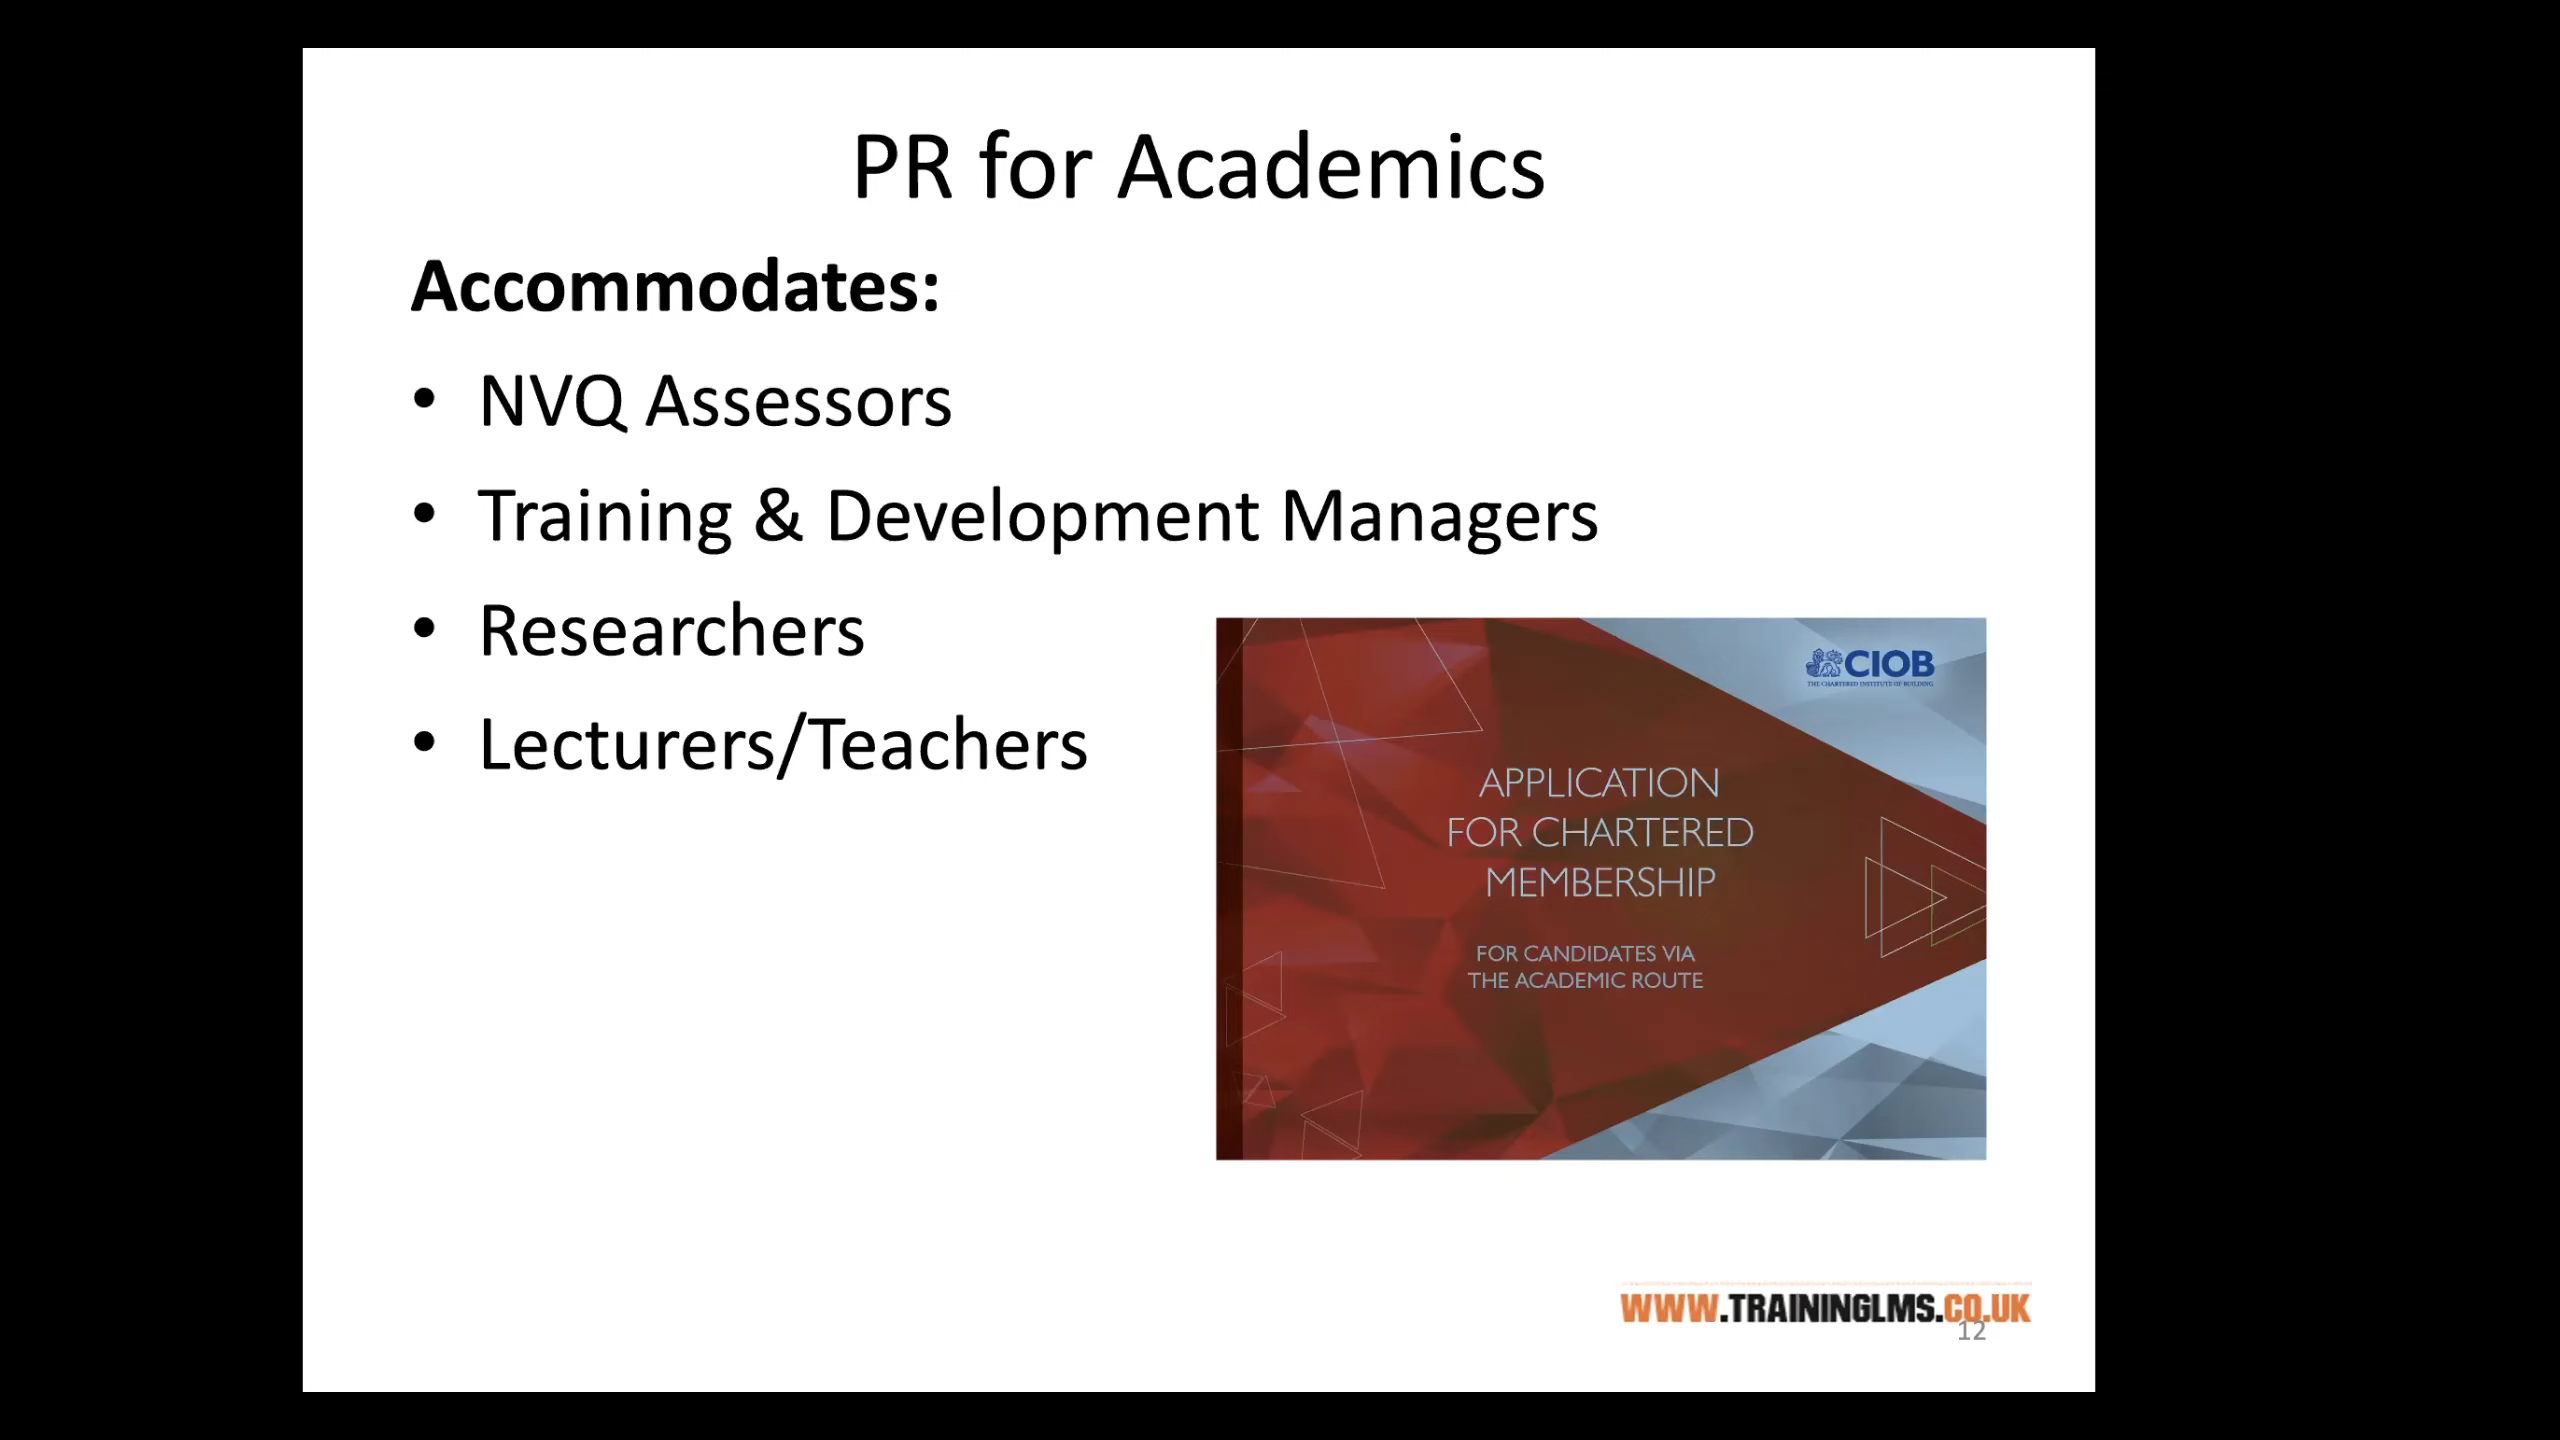 PR for Academics
Accommodates:
• NVQ Assessors
• Training & Development Managers
• Researchers
• Lecturers/Teachers
CIOB
THE CHARTERED INSTITUTE OF BUILDING
APPLICATION
FOR CHARTERED
MEMBERSHIP
FOR CANDIDATES VIA
THE ACADEMIC ROUTE
WWW.TRAININGLMS.CO.UK
12